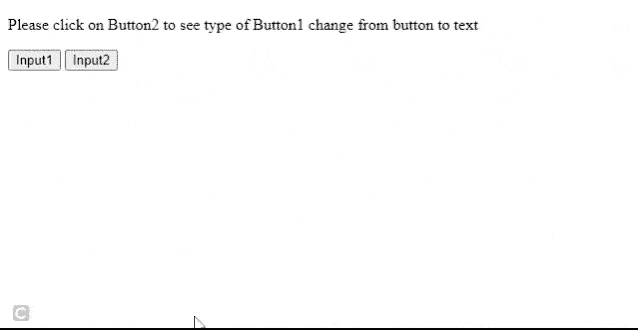 Please click on Button2 to see type of Button1 change from button to text
Input1 Input2
C